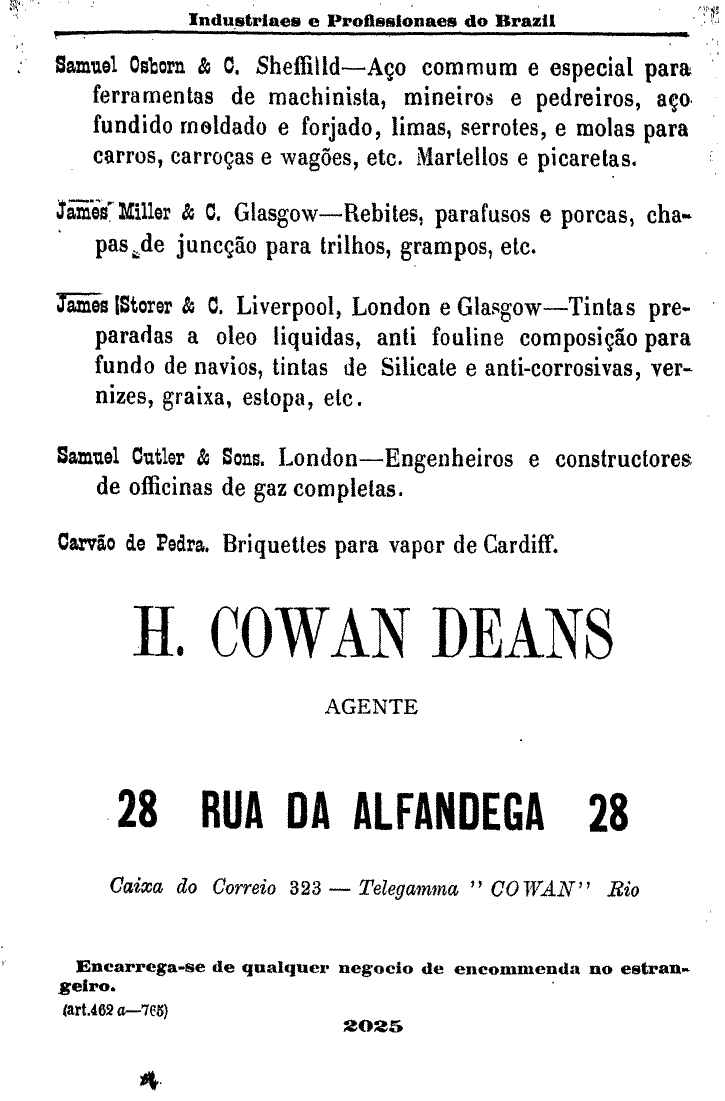 Industriaes e Profissionaes do Brazil
Samuel Osborn & C. Sheffilld—Aço commum e especial para
ferramentas de machinista, mineiros e pedreiros, aço
fundido moldado e forjado, limas, serrotes, e molas para
carros, carroças e wagões, etc. Martellos e picaretas.
James Miller & C. Glasgow—Rebites, parafusos e porcas, cha-
pas de juncção para trilhos, grampos, etc.
James Storer & C. Liverpool, London e Glasgow—Tintas pre-
paradas a oleo liquidas, anti fouline composição para
fundo de navios, tintas de Silicate e anti-corrosivas, ver-
nizes, graixa, estopa, etc.
Samuel Cutler & Sons. London—Engenheiros e constructores
de officinas de gaz completas.
Carvão de Pedra. Briquettes para vapor de Cardiff.
H. COWAN DEANS
AGENTE
28 RUA DA ALFANDEGA 28
Caixa do Correio 323 — Telegamma " COWAN" Rio
Encarrega-se de qualquer negocio de encommenda no estran-
geiro.
(art.462 a—765)
2025